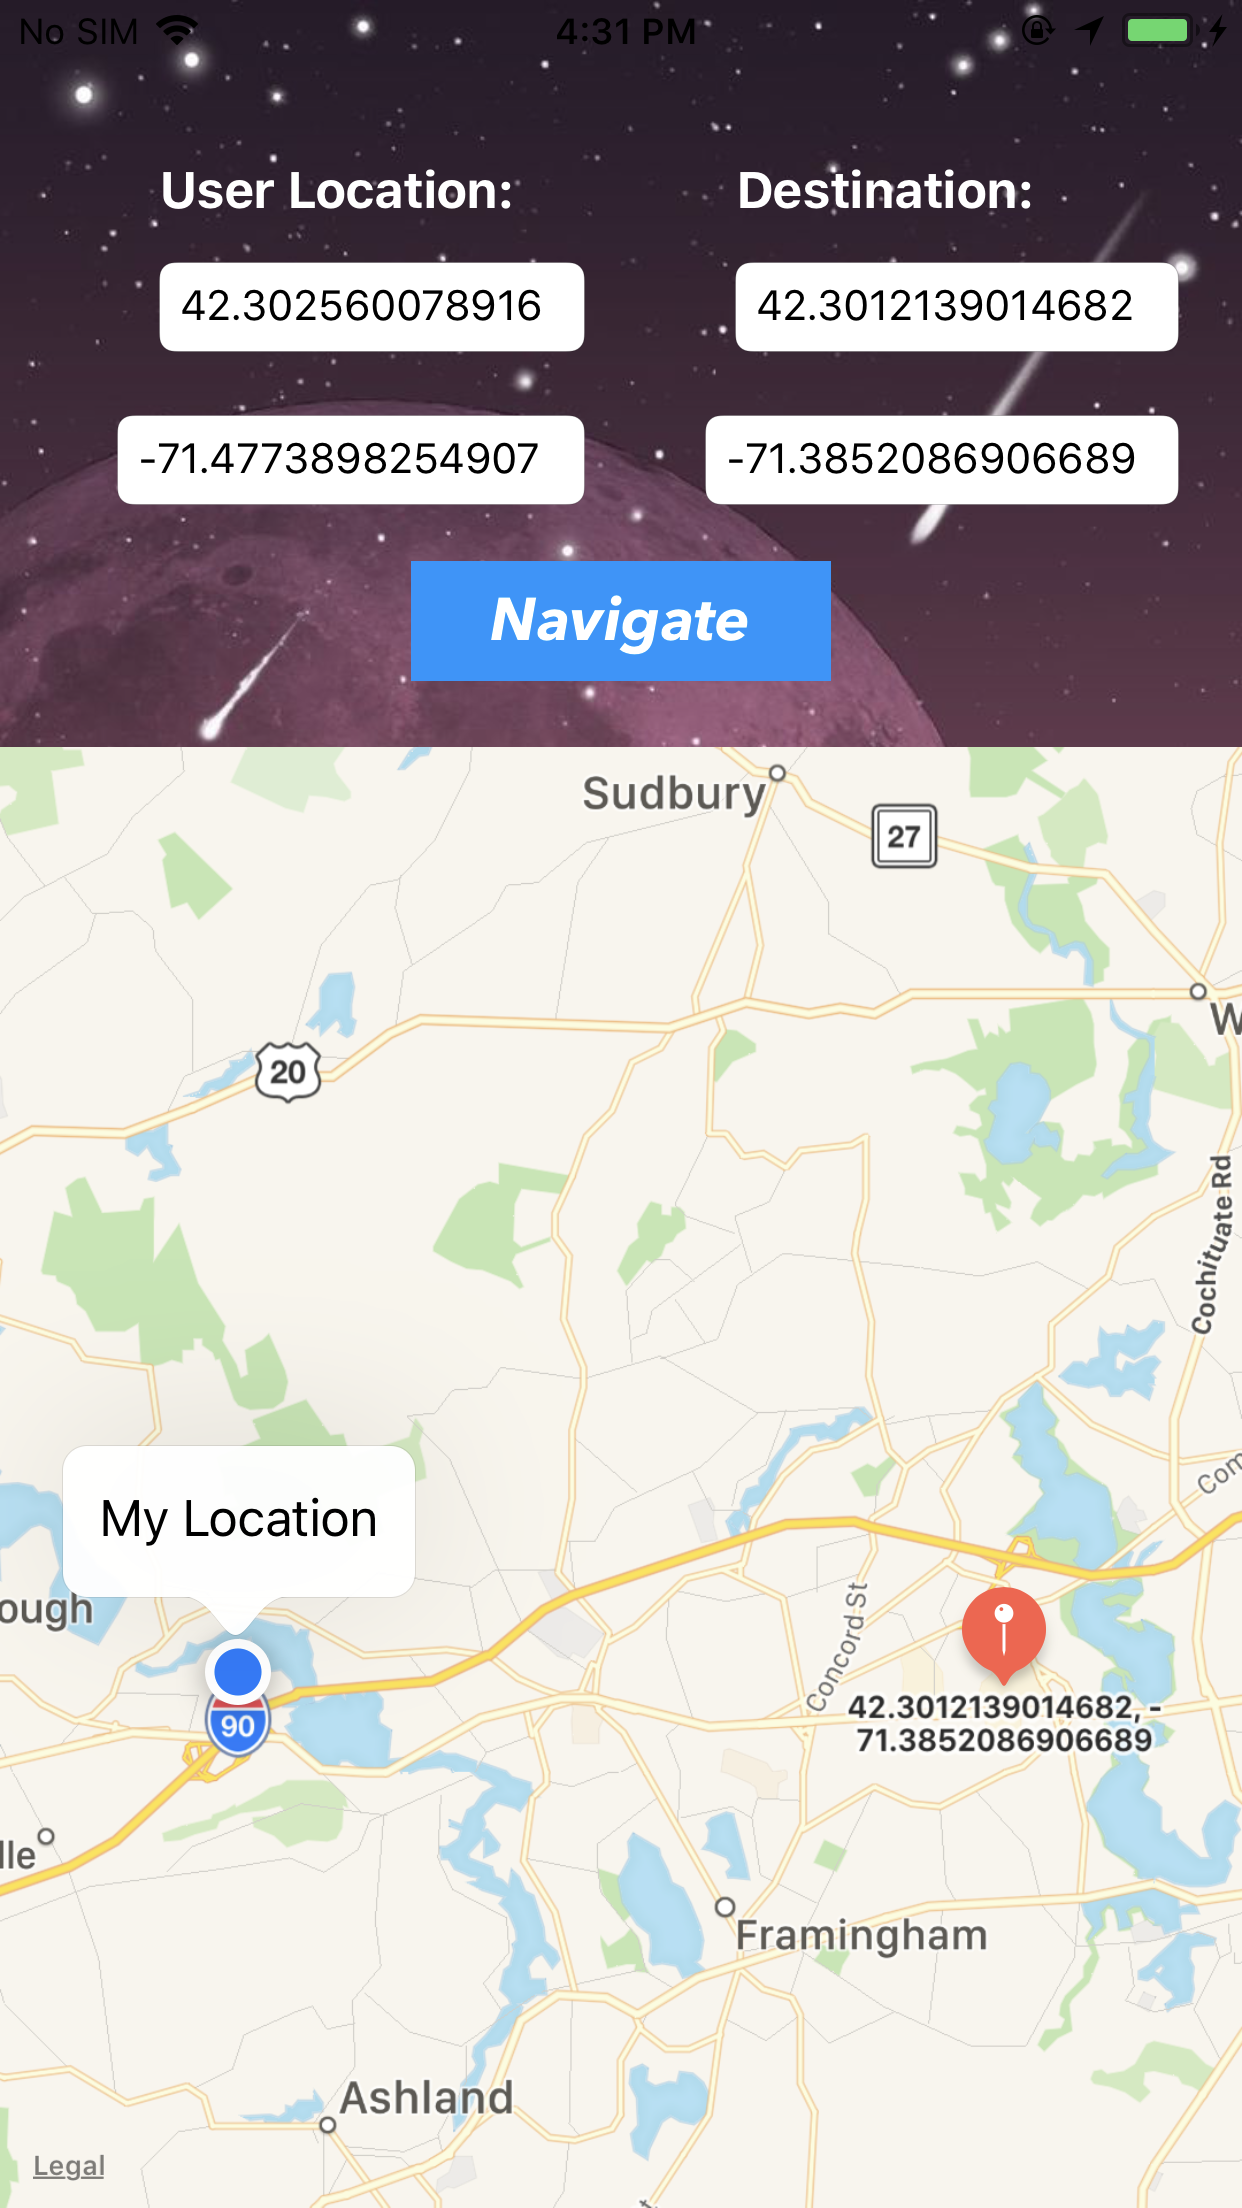 No SIM 4:31 PM
User Location: Destination:
42.302560078916 42.3012139014682
-71.4773898254907 -71.3852086906689
Navigate
Sudbury
27
W
20
Cochituate Rd
Com
My Location
ough
Concord St
90
42.3012139014682, -
71.3852086906689
lle
Framingham
Ashland
Legal